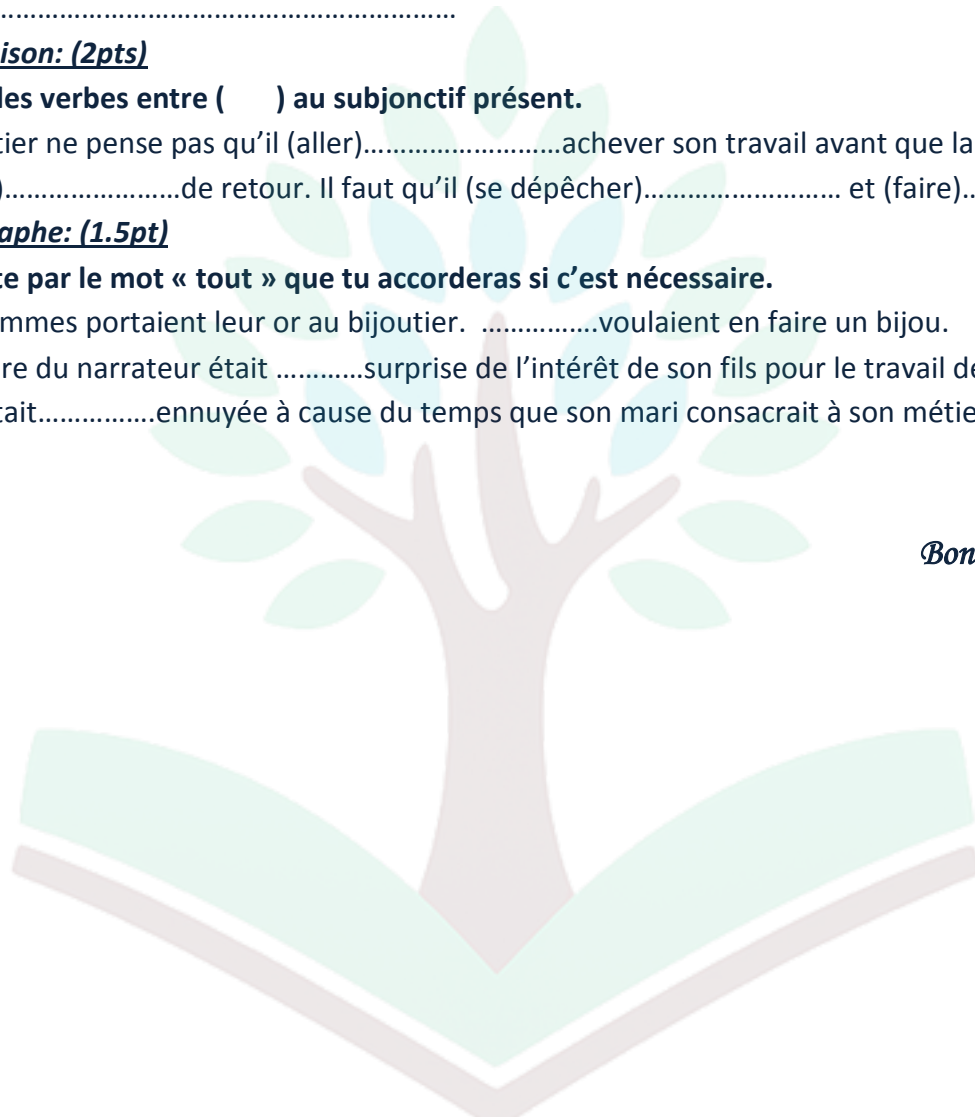 ………………………………………………………
ison: (2pts)
les verbes entre ( ) au subjonctif présent.
tier ne pense pas qu’il (aller)……………………achever son travail avant que la
)…………………de retour. Il faut qu’il (se dépêcher)…………………… et (faire)..
aphe: (1.5pt)
te par le mot « tout » que tu accorderas si c’est nécessaire.
mmes portaient leur or au bijoutier. ……………voulaient en faire un bijou.
re du narrateur était …………surprise de l’intérêt de son fils pour le travail de
tait……………ennuyée à cause du temps que son mari consacrait à son métie
Bon